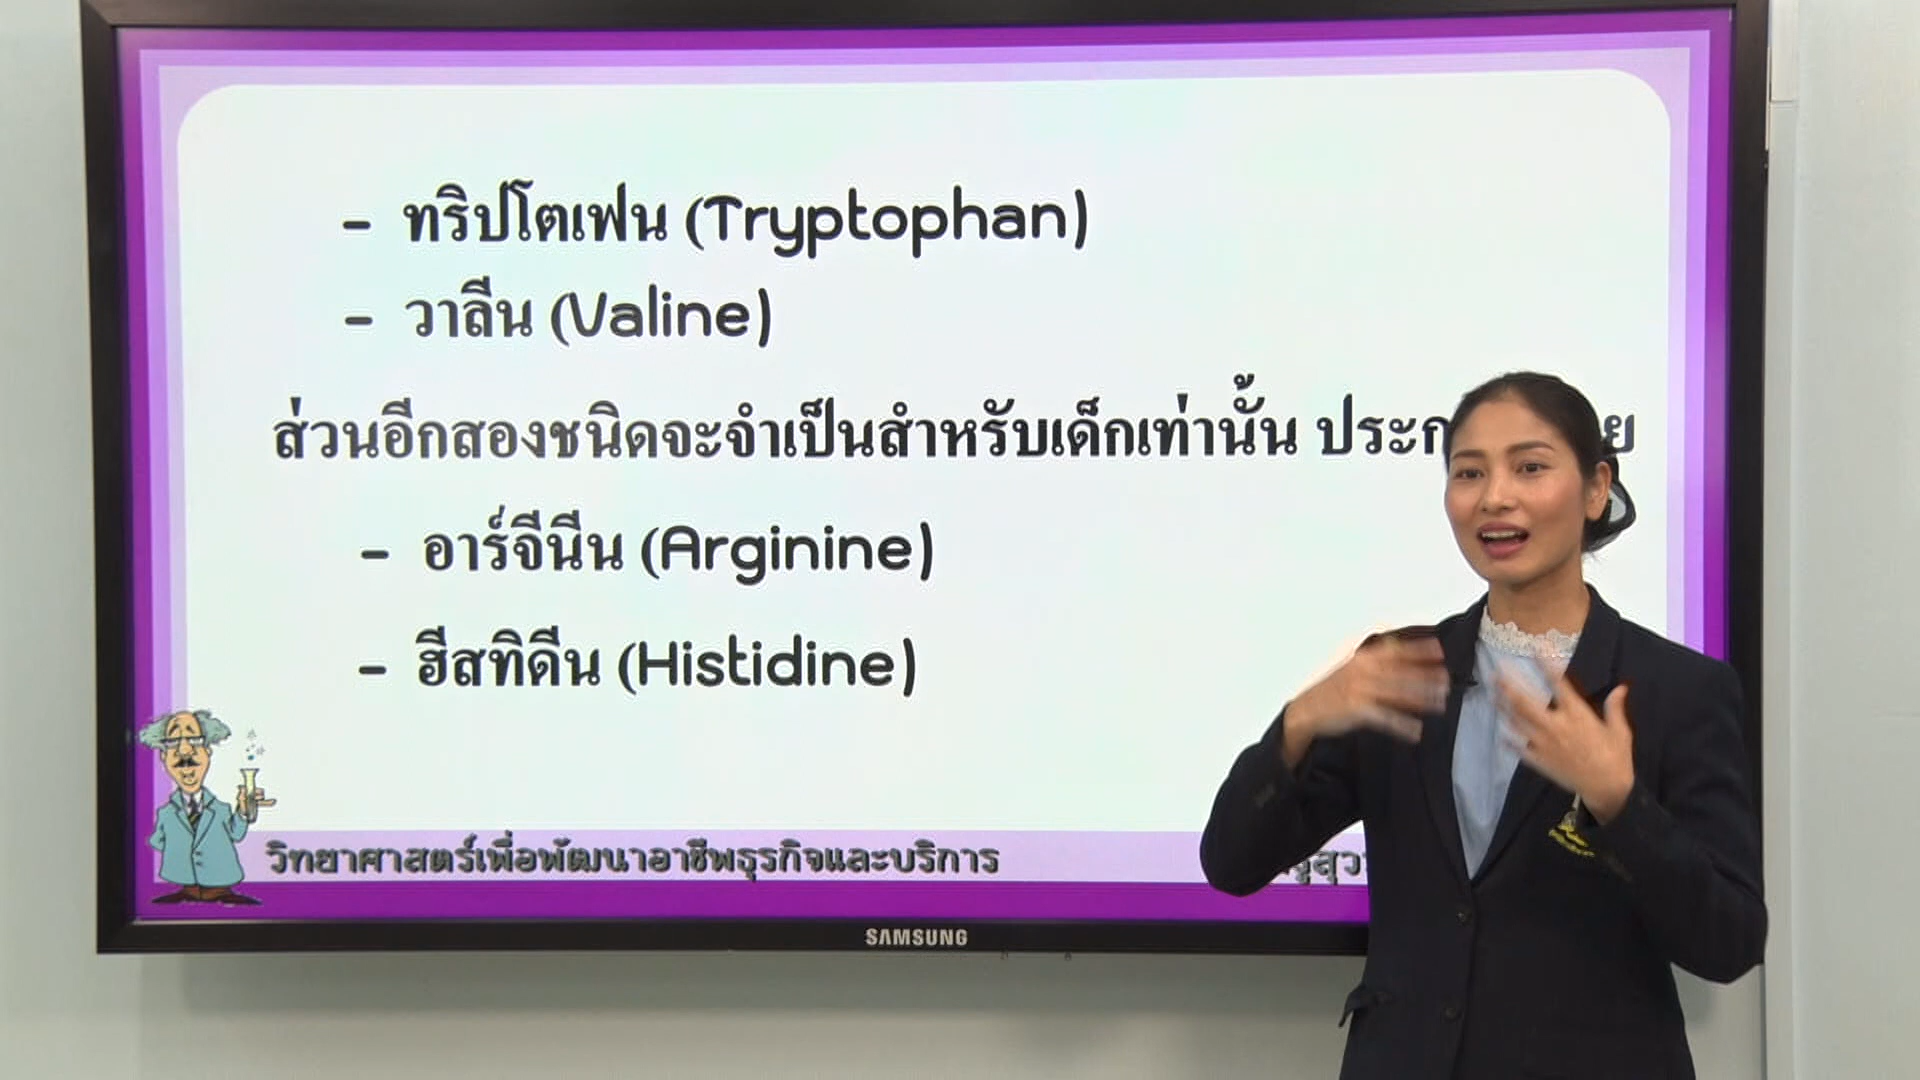 - ทริปโตเฟน (Tryptophan)
- วาลีน (Valine)
ส่วนอีกสองชนิดจะจำเป็นสำหรับเด็กเท่านั้น
- อาร์จีนีน (Arginine)
- ฮีสทิดีน (Histidine)
วิทยาศาสตร์เพื่อพัฒนาอาชีพธุรกิจและบริการ
SAMSUNG